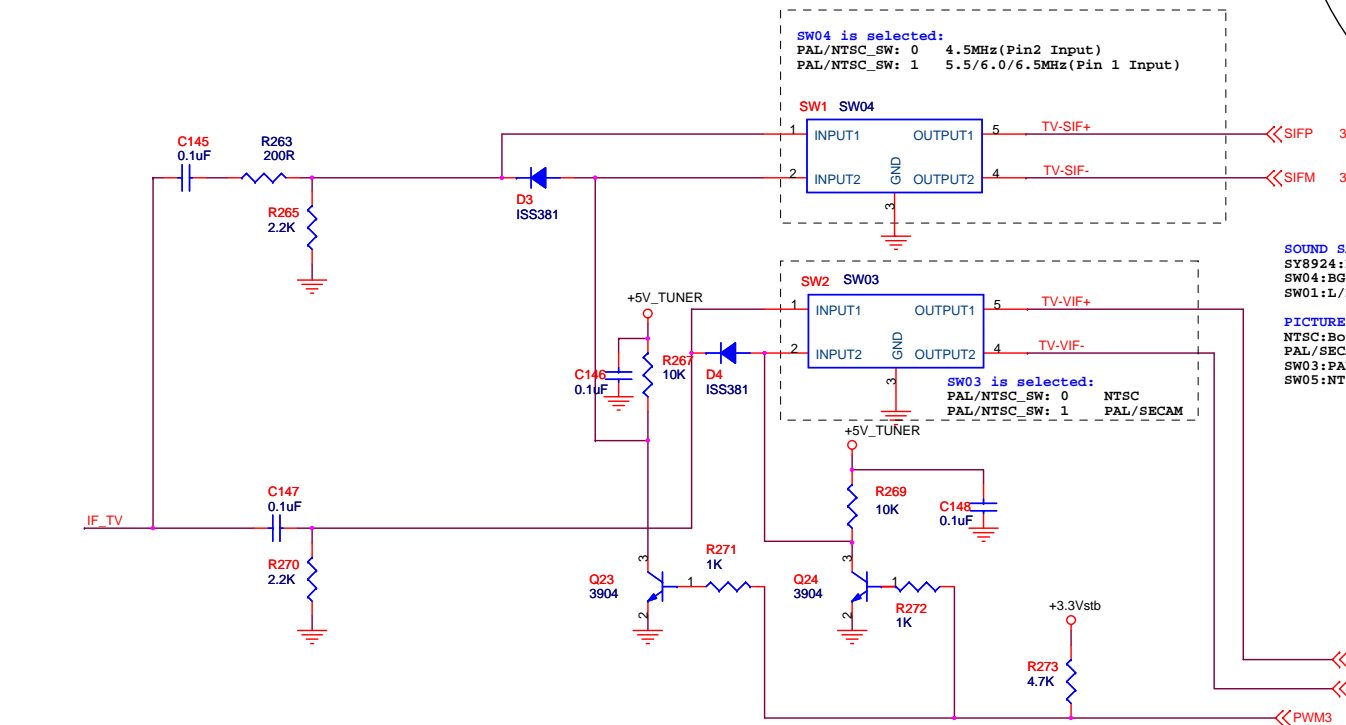 SW04 is selected:
PAL/NTSC_SW: 0 4.5MHz(Pin2 Input)
PAL/NTSC_SW: 1 5.5/6.0/6.5MHz(Pin 1 Input)
SW1 SW04
1 INPUT1 OUTPUT1 5 TV-SIF+ SIFP 3
2 INPUT2 GND OUTPUT2 4 TV-SIF- SIFM 3
3
C145
0.1uF
R263
200R
R265
2.2K
D3
ISS381
SOUND S
SY8924:
SW04:BG
SW01:L/
PICTURE
NTSC:Bo
PAL/SEC
SW03:PA
SW05:NT
SW2 SW03
1 INPUT1 OUTPUT1 5 TV-VIF+
2 INPUT2 GND OUTPUT2 4 TV-VIF-
3
SW03 is selected:
PAL/NTSC_SW: 0 NTSC
PAL/NTSC_SW: 1 PAL/SECAM
+5V_TUNER
C146
0.1uF
R267
10K
D4
ISS381
+5V_TUNER
R269
10K
C148
0.1uF
IF_TV
C147
0.1uF
R270
2.2K
Q23
3904
3
1
2
R271
1K
Q24
3904
3
1
2
R272
1K
+3.3Vstb
R273
4.7K
PWM3